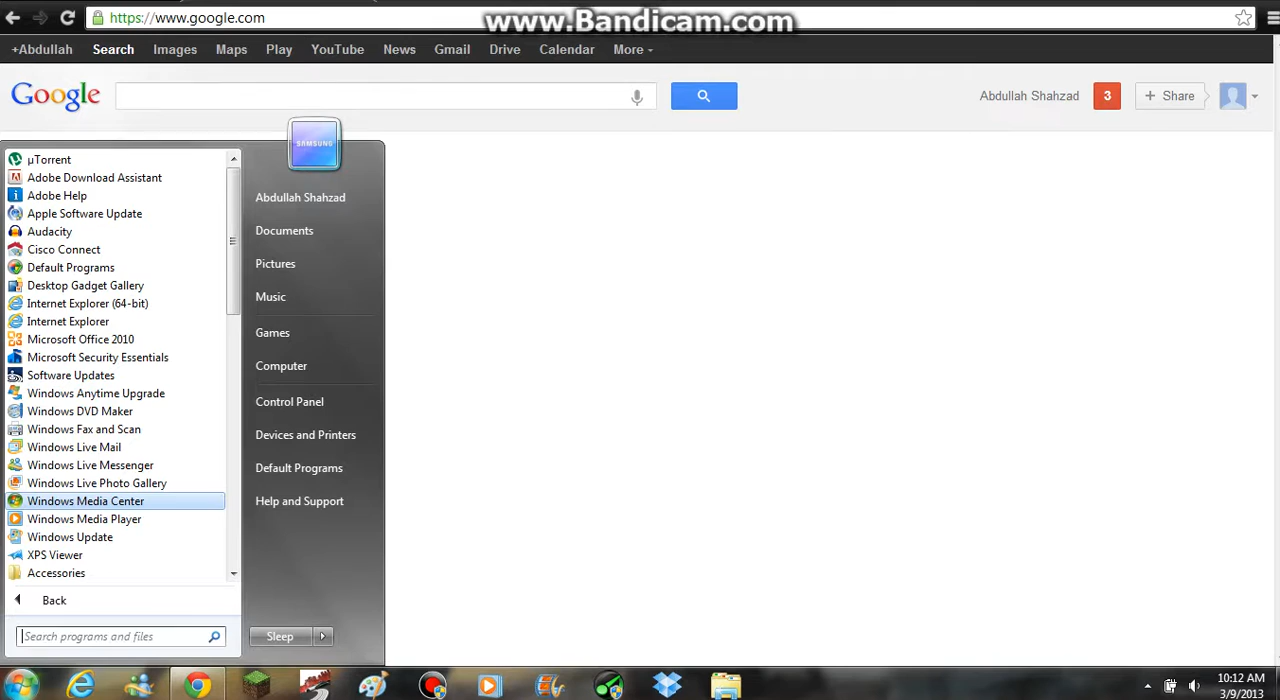 www.Bandicam.com
https://www.google.com
+Abdullah Search Images Maps Play YouTube News Gmail Drive Calendar More
Google
Abdullah Shahzad 3 + Share
SAMSUNG
µTorrent
Adobe Download Assistant
Adobe Help
Apple Software Update
Audacity
Cisco Connect
Default Programs
Desktop Gadget Gallery
Internet Explorer (64-bit)
Internet Explorer
Microsoft Office 2010
Microsoft Security Essentials
Software Updates
Windows Anytime Upgrade
Windows DVD Maker
Windows Fax and Scan
Windows Live Mail
Windows Live Messenger
Windows Live Photo Gallery
Windows Media Center
Windows Media Player
Windows Update
XPS Viewer
Accessories
Back
Search programs and files
Abdullah Shahzad
Documents
Pictures
Music
Games
Computer
Control Panel
Devices and Printers
Default Programs
Help and Support
Sleep
10:12 AM
3/9/2013